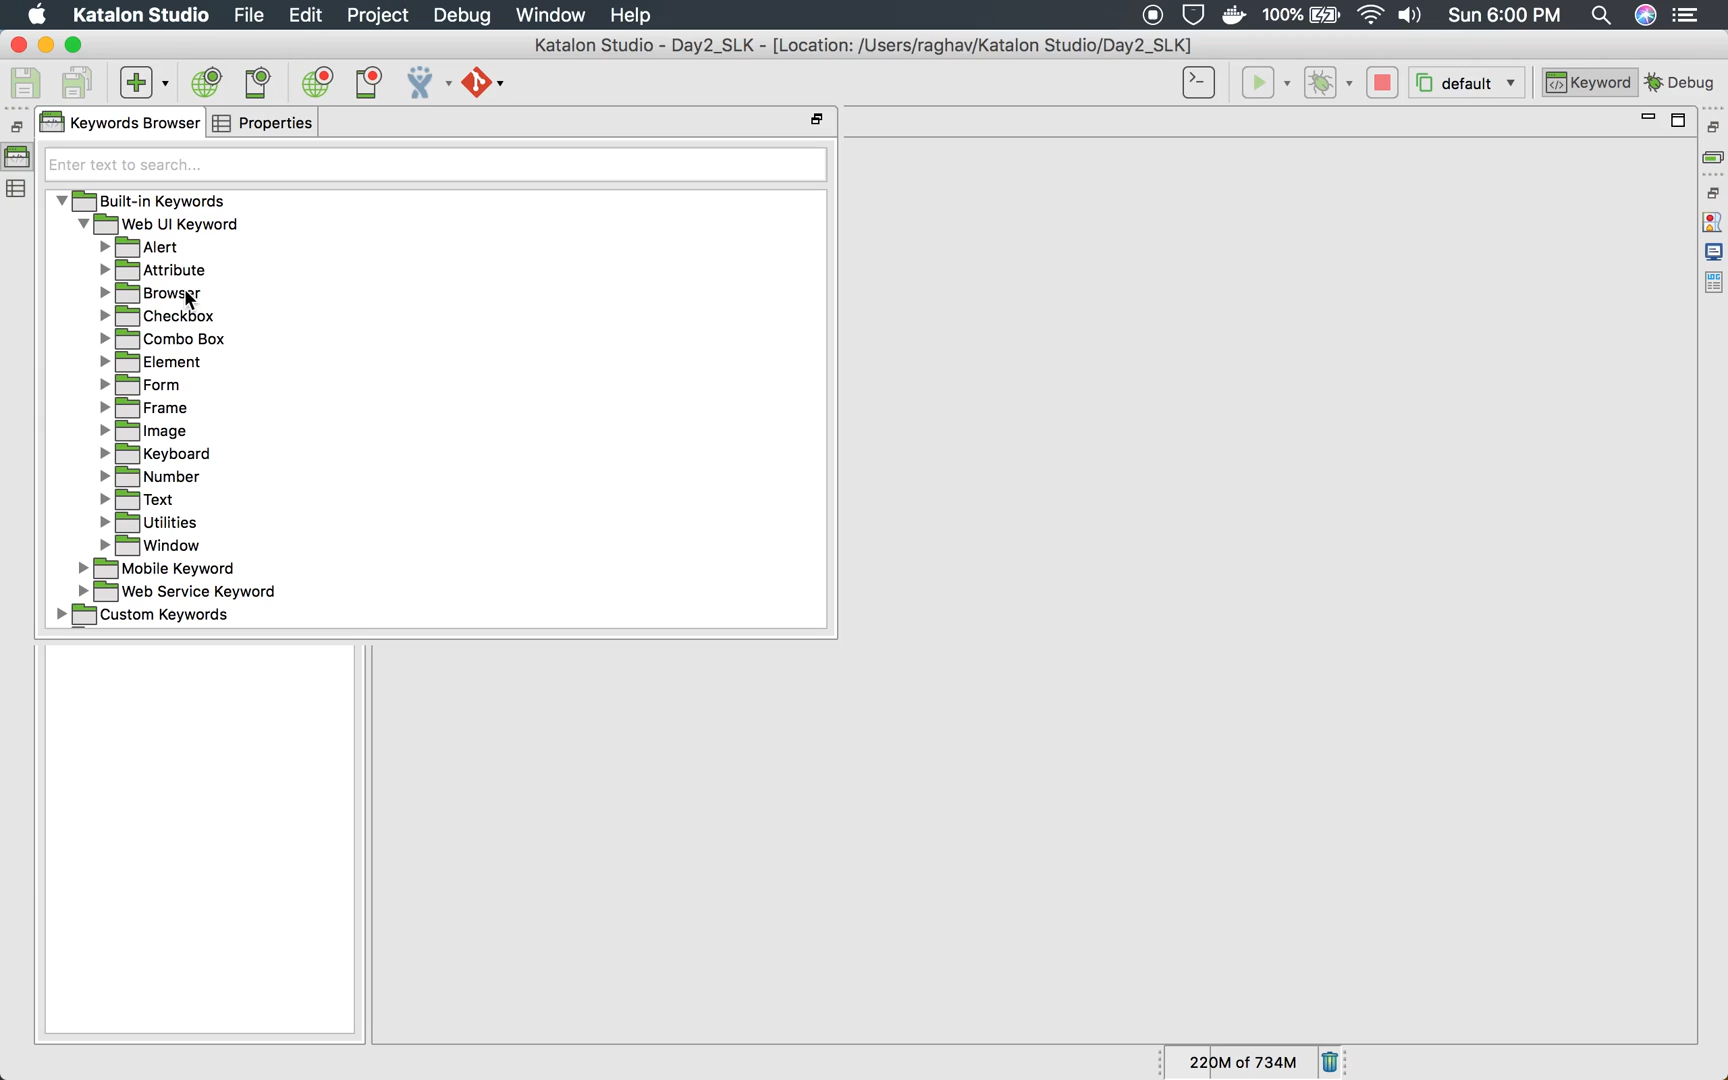 Katalon Studio File Edit Project Debug Window Help 100% Sun 6:00 PM
Katalon Studio - Day2_SLK - [Location: /Users/raghav/Katalon Studio/Day2_SLK]
default Keyword Debug
Keywords Browser Properties
Enter text to search...
Built-in Keywords
Web UI Keyword
Alert
Attribute
Browser
Checkbox
Combo Box
Element
Form
Frame
Image
Keyboard
Number
Text
Utilities
Window
Mobile Keyword
Web Service Keyword
Custom Keywords
220M of 734M